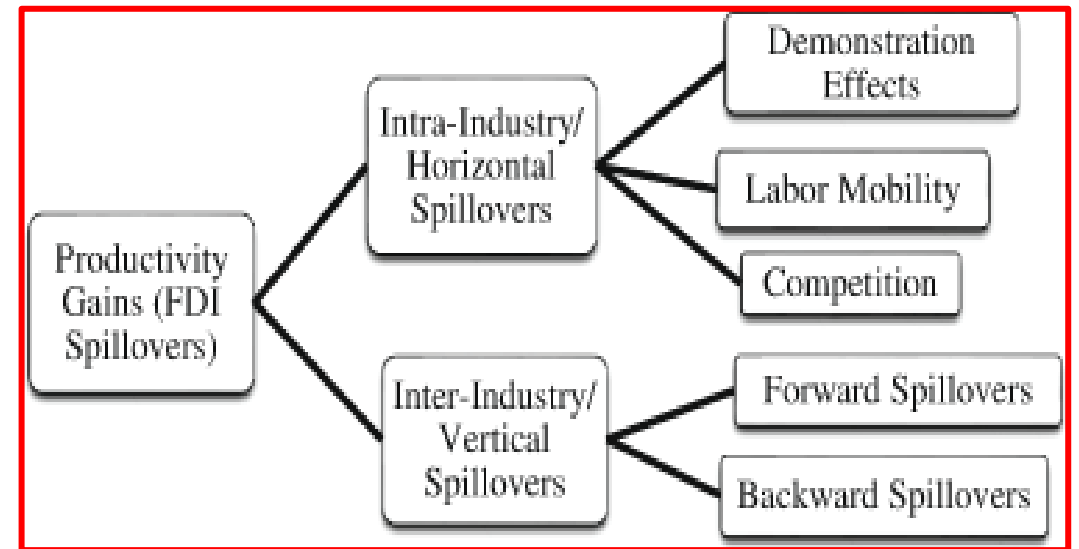 Productivity
Gains (FDI
Spillovers)
Intra-Industry/
Horizontal
Spillovers
Demonstration
Effects
Labor Mobility
Competition
Inter-Industry/
Vertical
Spillovers
Forward Spillovers
Backward Spillovers